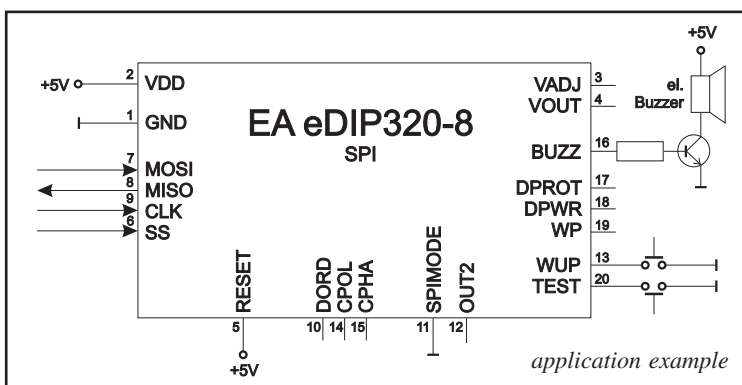 +5V
+5V 2 VDD
1 GND
EA eDIP320-8
SPI
7 MOSI
8 MISO
9 CLK
6 SS
VADJ 3
VOUT 4
el.
Buzzer
BUZZ 16
DPROT 17
DPWR 18
WP 19
WUP 13
TEST 20
RESET
DORD
CPOL
CPHA
SPIMODE
OUT2
5 10 14 15 11 12
+5V
application example